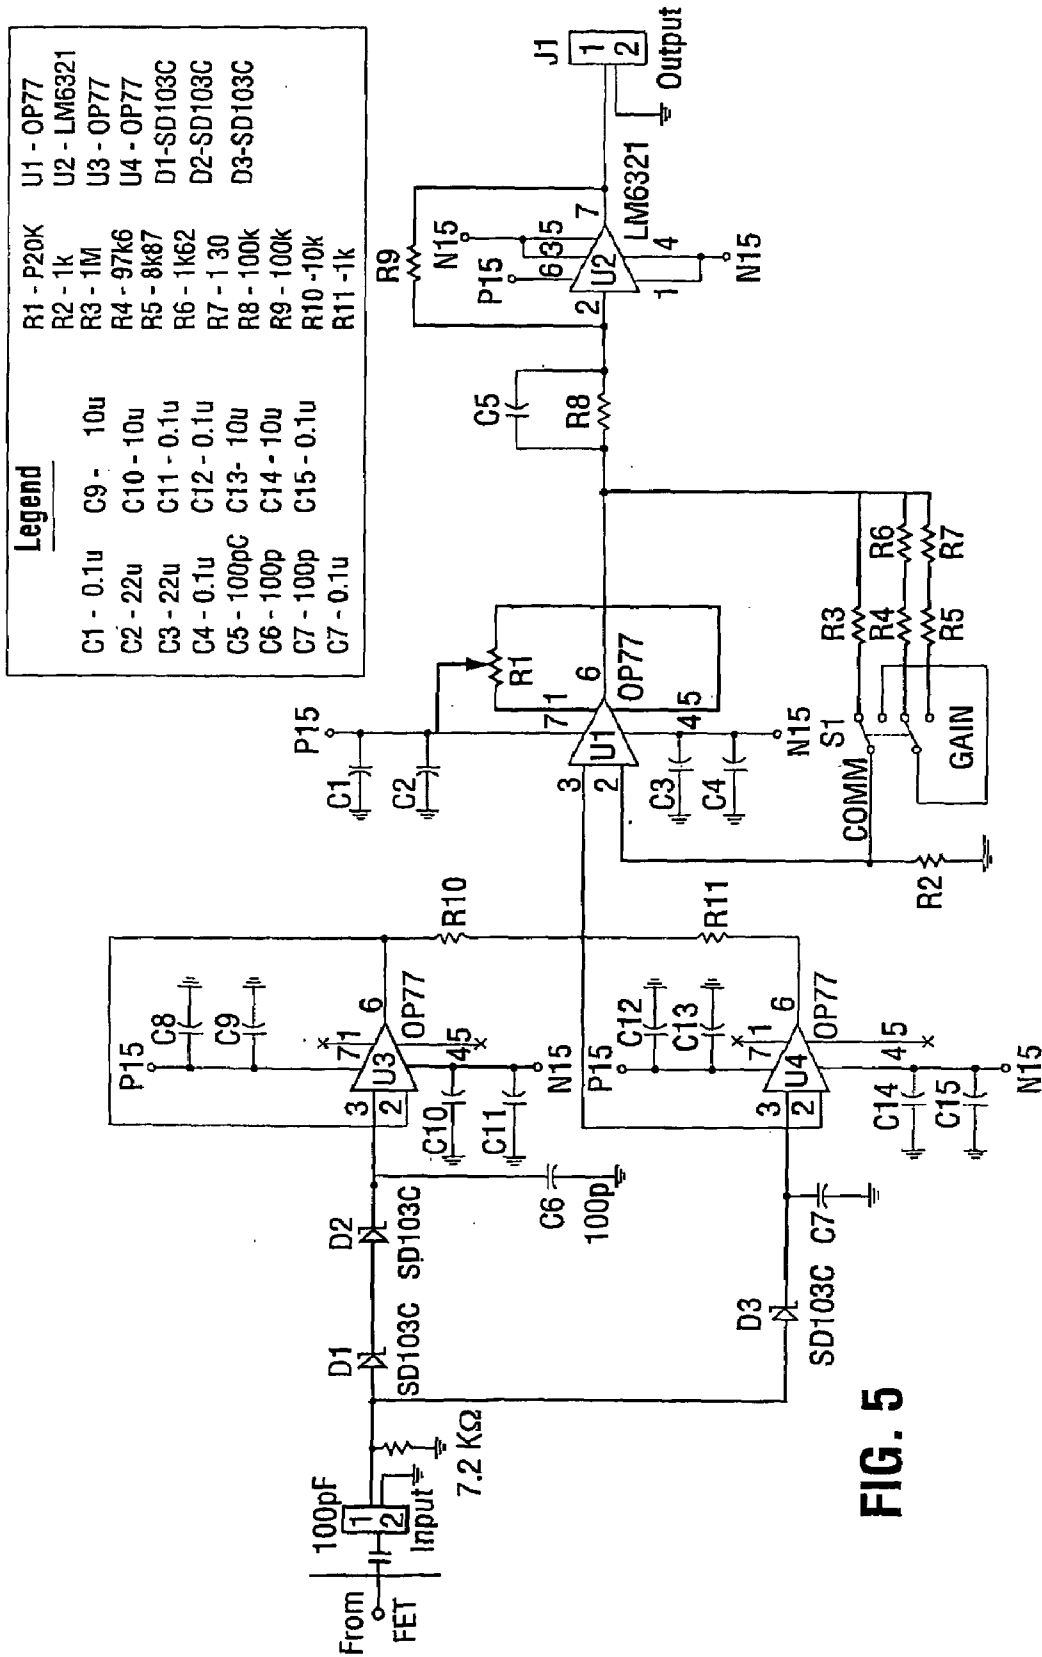 Legend
C1 - 0.1u
C2 - 22u
C3 - 22u
C4 - 0.1u
C5 - 100pC
C6 - 100p
C7 - 100p
C7 - 0.1u
C9 - 10u
C10 - 10u
C11 - 0.1u
C12 - 0.1u
C13- 10u
C14 - 10u
C15 - 0.1u
R1 - P20K
R2 - 1k
R3 - 1M
R4 - 97k6
R5 - 8k87
R6 - 1k62
R7 - 1 30
R8 - 100k
R9 - 100k
R10 -10k
R11 -1k
U1 - OP77
U2 - LM6321
U3 - OP77
U4 - OP77
D1-SD103C
D2-SD103C
D3-SD103C
From
FET
100pF
1
2
Input
7.2 KΩ
D1
SD103C
D2
SD103C
C6
100p
D3
SD103C
C7
P15
C8
C9
3
2
7
1
U3
6
OP77
4
5
C10
C11
N15
R10
P15
C12
C13
3
2
7
1
U4
6
OP77
4
5
C14
C15
N15
R11
P15
C1
C2
R1
3
2
7
1
U1
6
OP77
4
5
C3
C4
N15
COMM
S1
GAIN
R2
R3
R4
R6
R5
R7
C5
R8
R9
P15
N15
6
3
5
2
U2
7
LM6321
1
4
N15
J1
1
2
Output
FIG. 5